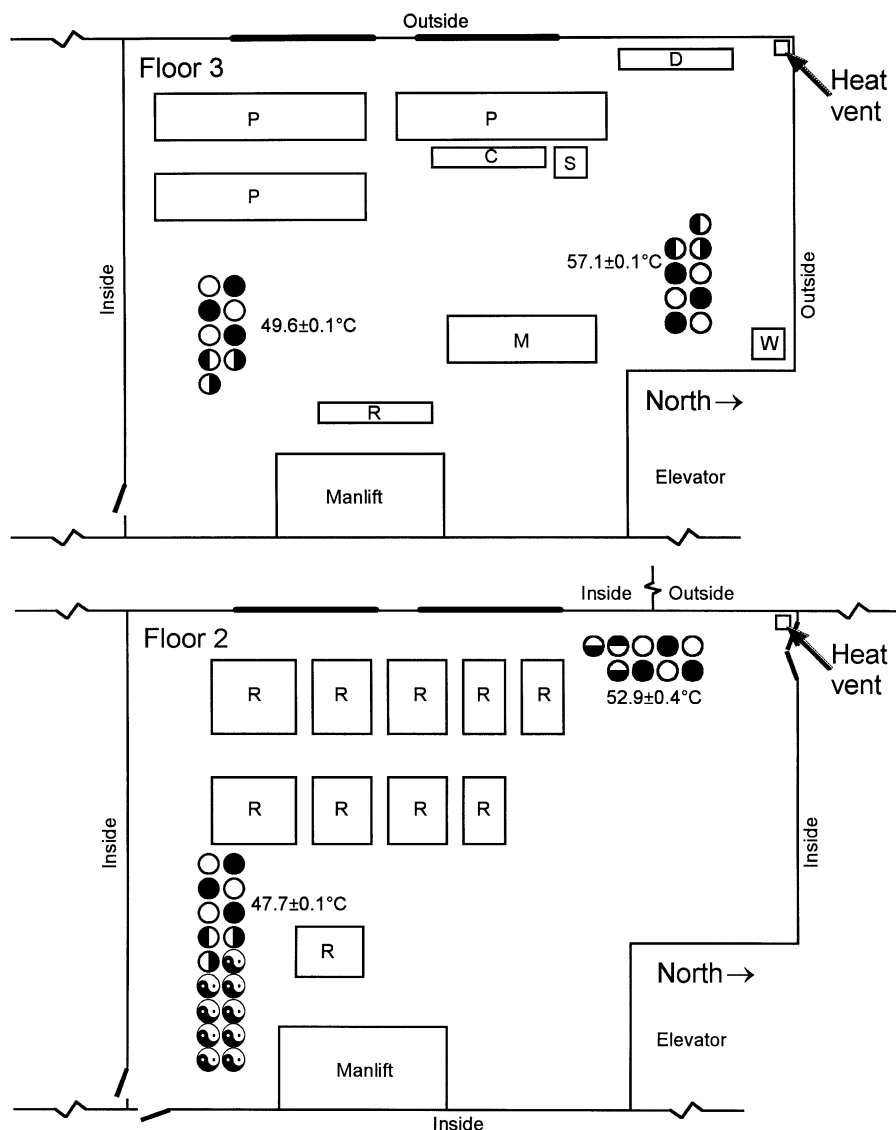 Outside
Floor 3
D
Heat
vent
P
P
C
S
P
Inside
57.1±0.1°C
Outside
49.6±0.1°C
M
W
R
North→
Manlift
Elevator
Inside
Outside
Floor 2
Heat
vent
R
R
R
R
R
52.9±0.4°C
R
R
R
R
Inside
Inside
47.7±0.1°C
R
North→
Elevator
Manlift
Inside